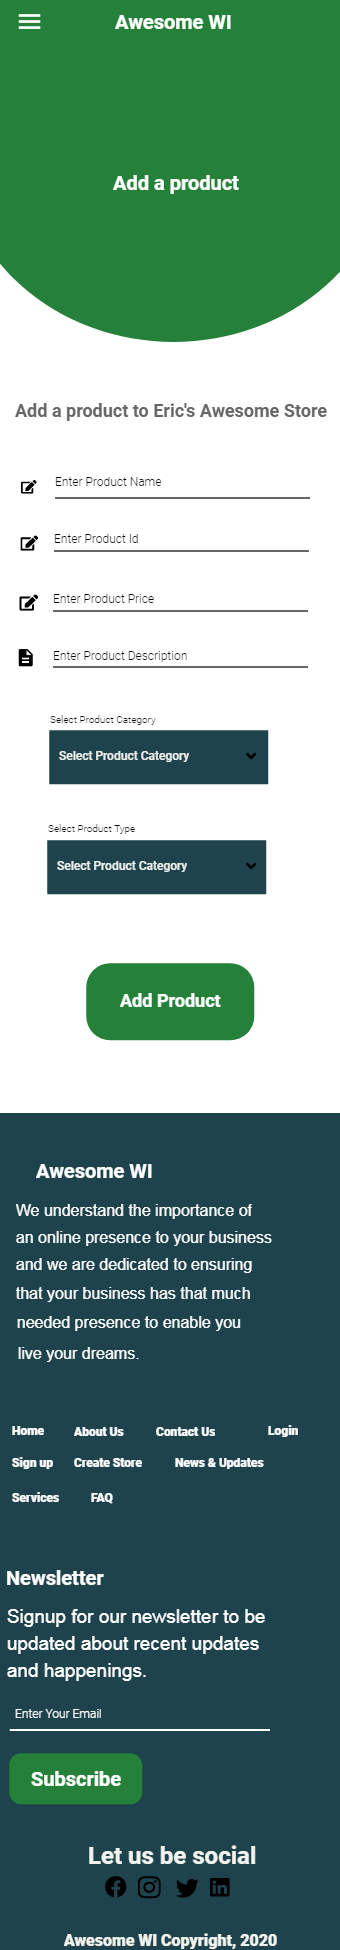 Awesome WI
Add a product
Add a product to Eric's Awesome Store
Enter Product Name
Enter Product Id
Enter Product Price
Enter Product Description
Select Product Category
Select Product Category
Select Product Type
Select Product Category
Add Product
Awesome WI
We understand the importance of
an online presence to your business
and we are dedicated to ensuring
that your business has that much
needed presence to enable you
live your dreams.
Home About Us Contact Us Login
Sign up Create Store News & Updates
Services FAQ
Newsletter
Signup for our newsletter to be
updated about recent updates
and happenings.
Enter Your Email
Subscribe
Let us be social
Awesome WI Copyright, 2020